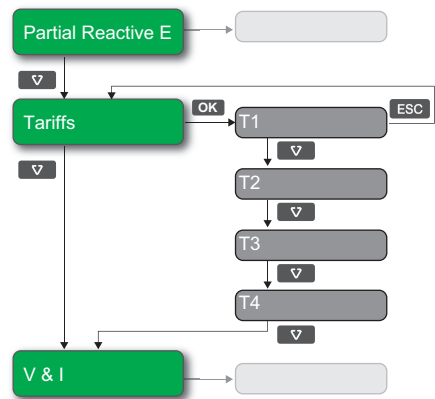 Partial Reactive E
Tariffs
OK
T1
ESC
T2
T3
T4
V & I